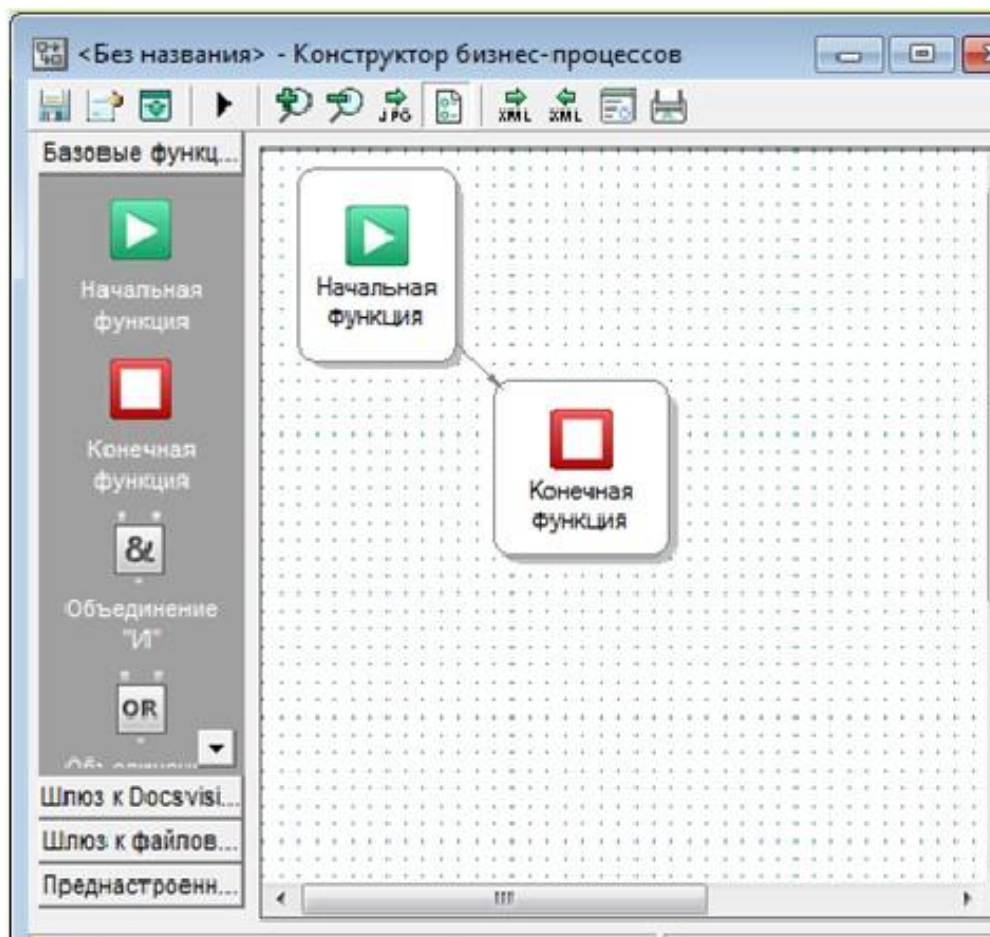 <Без названия> - Конструктор бизнес-процессов
JPG XML XML
Базовые функц...
Начальная
функция
Конечная
функция
&
Объединение
"И"
OR
Шлюз к Docsvisi...
Шлюз к файлов...
Преднастроенн...
Начальная
функция
Конечная
функция